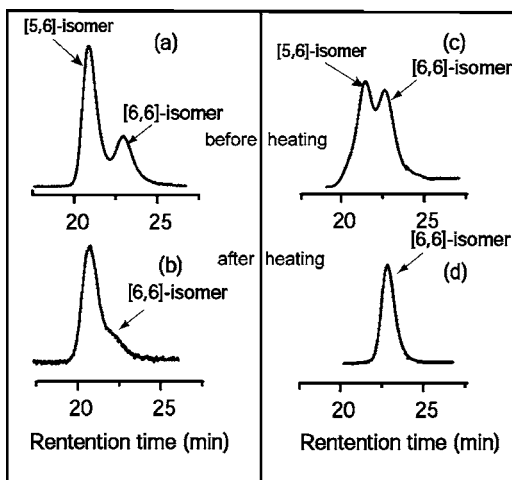 (a)
[5,6]-isomer
[6,6]-isomer
20 25
(c)
[5,6]-isomer
[6,6]-isomer
20 25
before heating
after heating
(b)
[6,6]-isomer
20 25
Rentention time (min)
[6,6]-isomer
(d)
20 25
Rentention time (min)